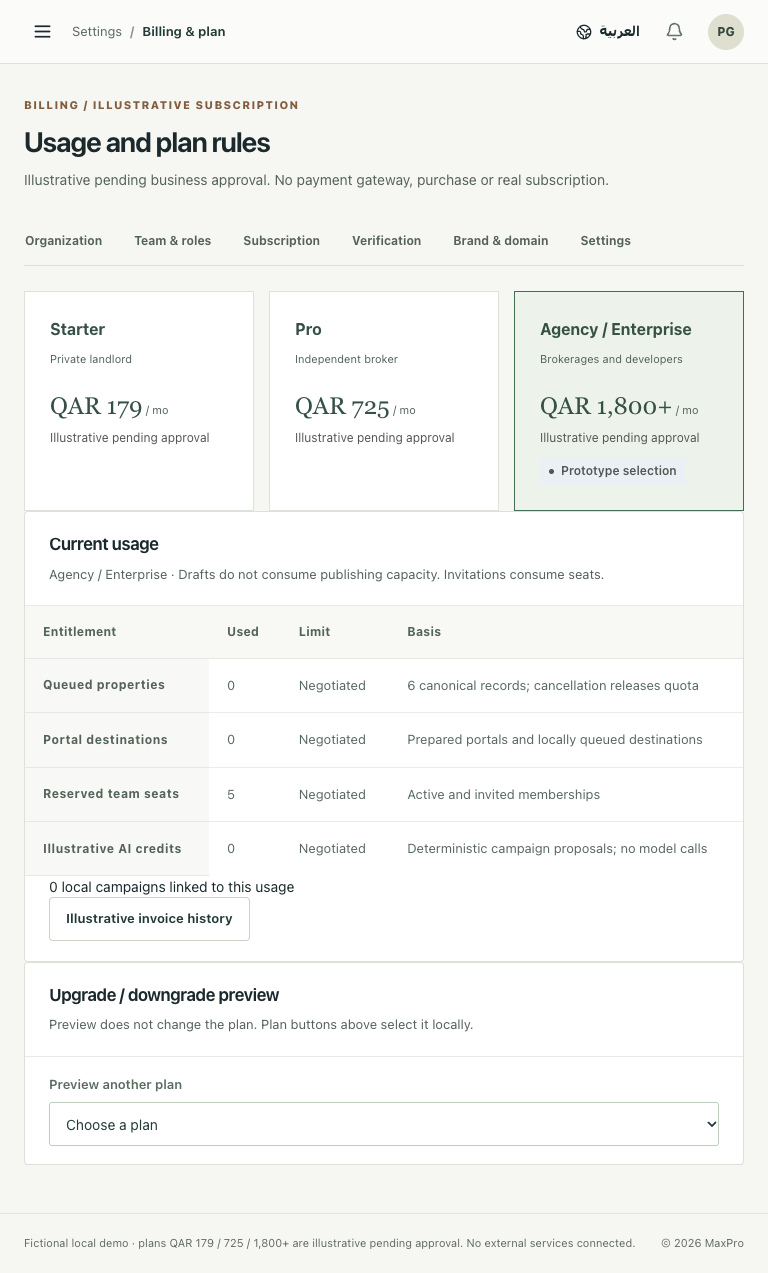 Settings / Billing & plan
العربية
PG
BILLING / ILLUSTRATIVE SUBSCRIPTION
Usage and plan rules
Illustrative pending business approval. No payment gateway, purchase or real subscription.
Organization Team & roles Subscription Verification Brand & domain Settings
Starter
Private landlord
QAR 179 / mo
Illustrative pending approval
Pro
Independent broker
QAR 725 / mo
Illustrative pending approval
Agency / Enterprise
Brokerages and developers
QAR 1,800+ / mo
Illustrative pending approval
Prototype selection
Current usage
Agency / Enterprise · Drafts do not consume publishing capacity. Invitations consume seats.
Entitlement Used Limit Basis
Queued properties 0 Negotiated 6 canonical records; cancellation releases quota
Portal destinations 0 Negotiated Prepared portals and locally queued destinations
Reserved team seats 5 Negotiated Active and invited memberships
Illustrative AI credits 0 Negotiated Deterministic campaign proposals; no model calls
0 local campaigns linked to this usage
Illustrative invoice history
Upgrade / downgrade preview
Preview does not change the plan. Plan buttons above select it locally.
Preview another plan
Choose a plan
Fictional local demo · plans QAR 179 / 725 / 1,800+ are illustrative pending approval. No external services connected. © 2026 MaxPro